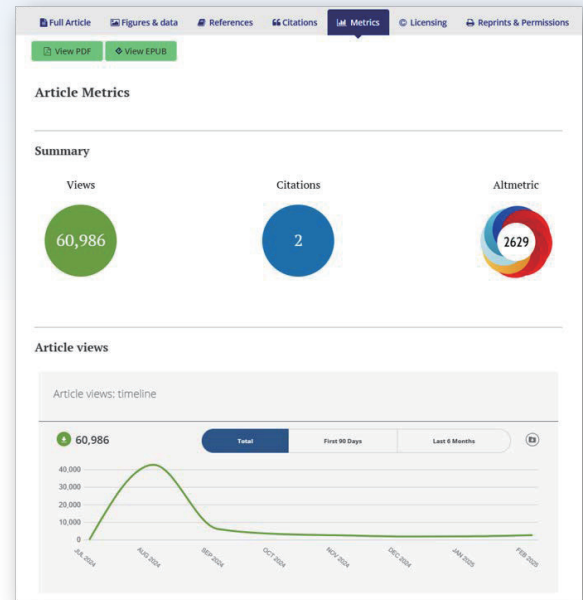 Full Article Figures & data References Citations Metrics © Licensing Reprints & Permissions
View PDF View EPUB
Article Metrics
Summary
Views Citations Altmetric
60,986 2 2629
Article views
Article views: timeline
60,986 Total First 90 Days Last 6 Months
40,000
30,000
20,000
10,000
0
JUL 2024 AUG 2024 SEP 2024 OCT 2024 NOV 2024 DEC 2024 JAN 2025 FEB 2025